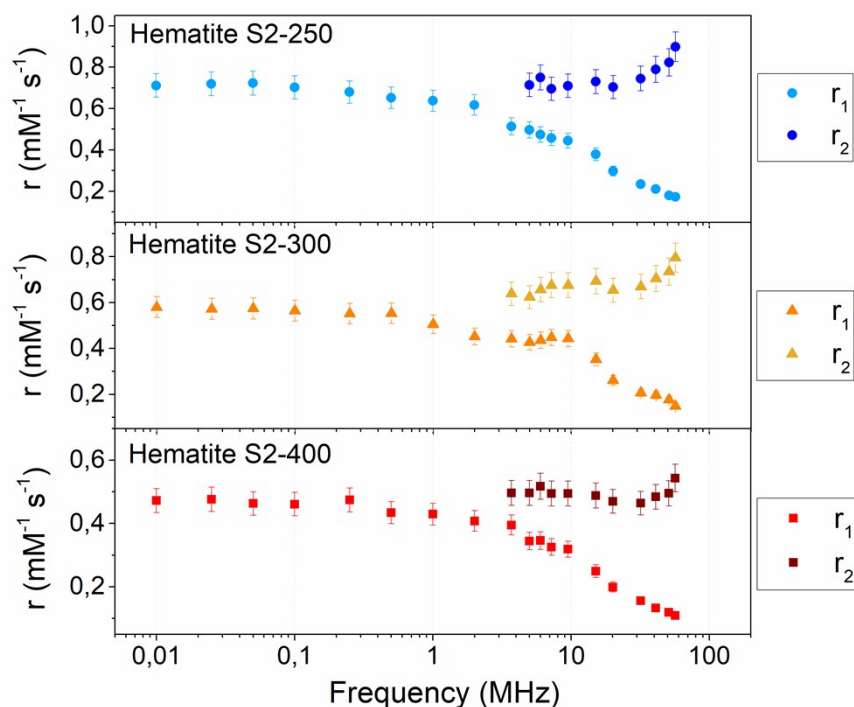 Hematite S2-250
r (mM⁻¹ s⁻¹)
1,0
0,8
0,6
0,4
0,2
r₁
r₂
Hematite S2-300
r (mM⁻¹ s⁻¹)
0,8
0,6
0,4
0,2
r₁
r₂
Hematite S2-400
r (mM⁻¹ s⁻¹)
0,6
0,4
0,2
r₁
r₂
0,01 0,1 1 10 100
Frequency (MHz)